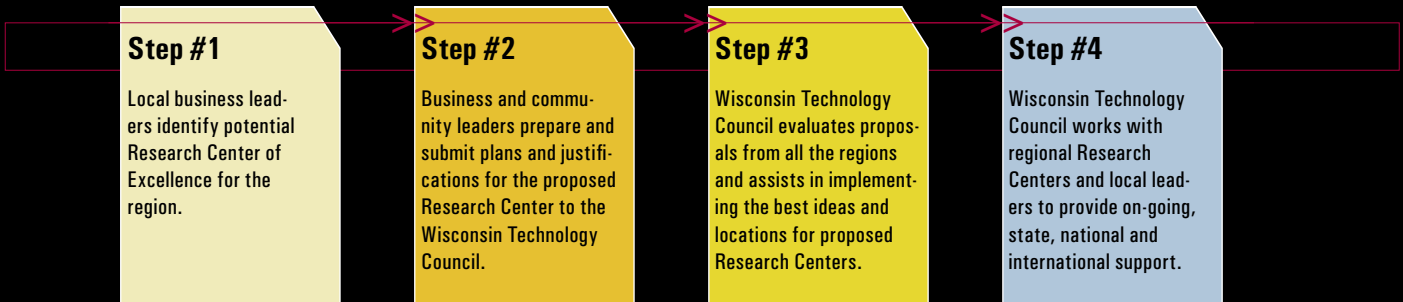 Step #1
Local business lead-
ers identify potential
Research Center of
Excellence for the
region.
Step #2
Business and commu-
nity leaders prepare and
submit plans and justifi-
cations for the proposed
Research Center to the
Wisconsin Technology
Council.
Step #3
Wisconsin Technology
Council evaluates propos-
als from all the regions
and assists in implement-
ing the best ideas and
locations for proposed
Research Centers.
Step #4
Wisconsin Technology
Council works with
regional Research
Centers and local lead-
ers to provide on-going,
state, national and
international support.